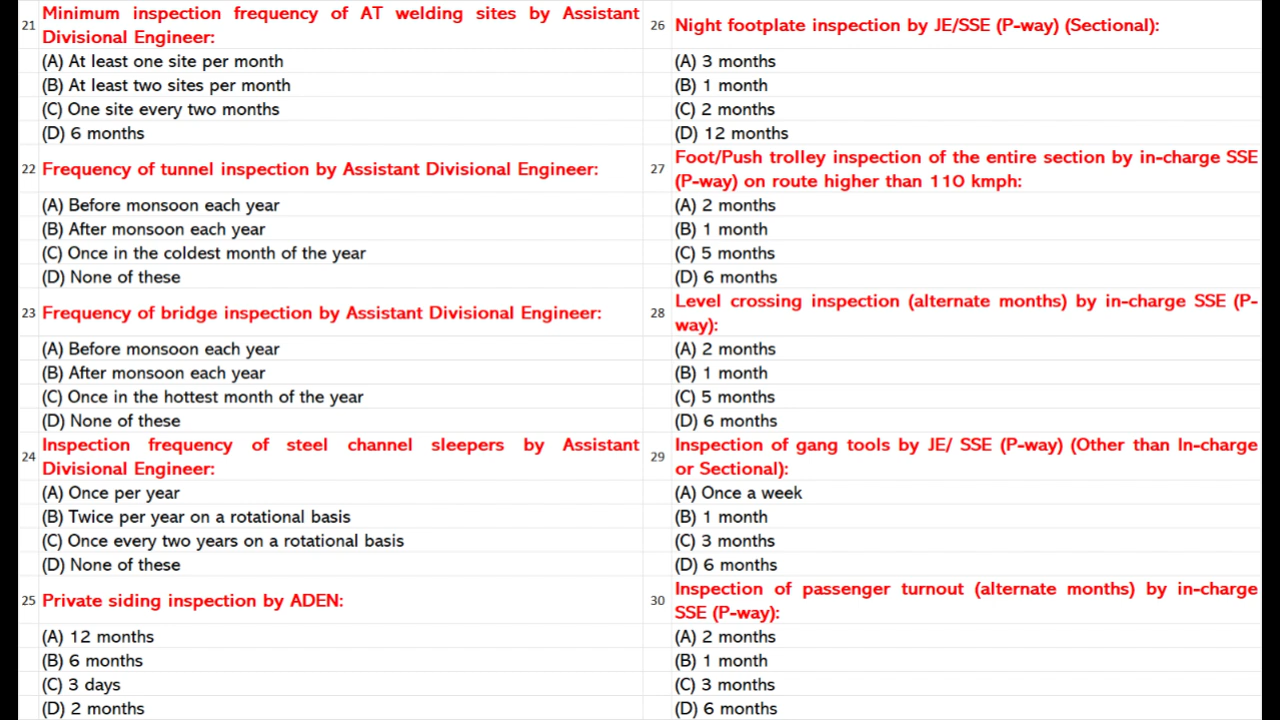 21 Minimum inspection frequency of AT welding sites by Assistant
Divisional Engineer:
(A) At least one site per month
(B) At least two sites per month
(C) One site every two months
(D) 6 months
22 Frequency of tunnel inspection by Assistant Divisional Engineer:
(A) Before monsoon each year
(B) After monsoon each year
(C) Once in the coldest month of the year
(D) None of these
23 Frequency of bridge inspection by Assistant Divisional Engineer:
(A) Before monsoon each year
(B) After monsoon each year
(C) Once in the hottest month of the year
(D) None of these
24 Inspection frequency of steel channel sleepers by Assistant
Divisional Engineer:
(A) Once per year
(B) Twice per year on a rotational basis
(C) Once every two years on a rotational basis
(D) None of these
25 Private siding inspection by ADEN:
(A) 12 months
(B) 6 months
(C) 3 days
(D) 2 months
26 Night footplate inspection by JE/SSE (P-way) (Sectional):
(A) 3 months
(B) 1 month
(C) 2 months
(D) 12 months
27 Foot/Push trolley inspection of the entire section by in-charge SSE
(P-way) on route higher than 110 kmph:
(A) 2 months
(B) 1 month
(C) 5 months
(D) 6 months
28 Level crossing inspection (alternate months) by in-charge SSE (P-
way):
(A) 2 months
(B) 1 month
(C) 5 months
(D) 6 months
29 Inspection of gang tools by JE/ SSE (P-way) (Other than In-charge
or Sectional):
(A) Once a week
(B) 1 month
(C) 3 months
(D) 6 months
30 Inspection of passenger turnout (alternate months) by in-charge
SSE (P-way):
(A) 2 months
(B) 1 month
(C) 3 months
(D) 6 months